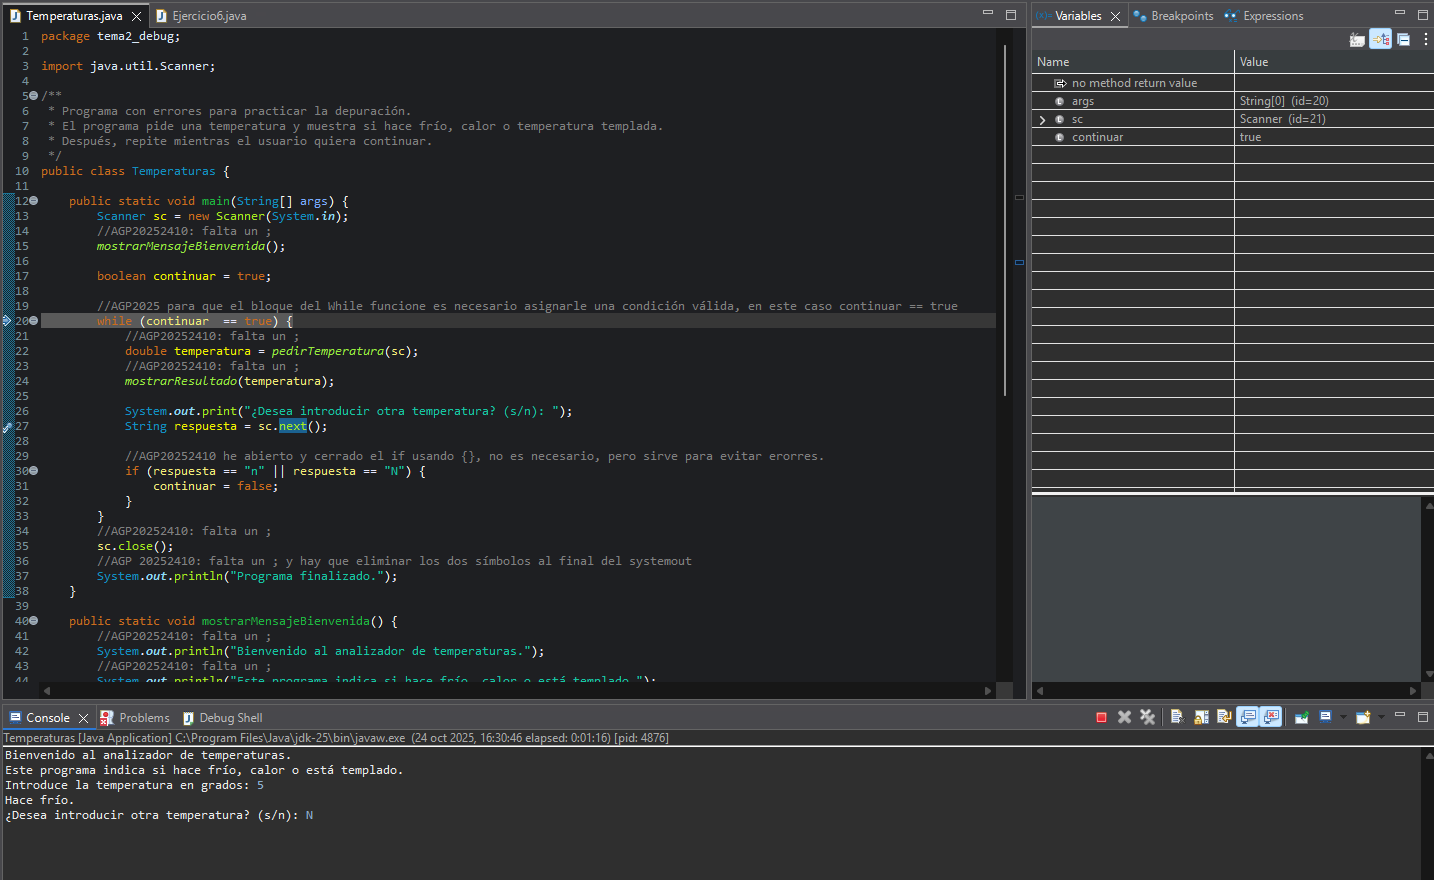 Temperaturas.java
Ejercicio6.java
1 package tema2_debug;
2
3 import java.util.Scanner;
4
5 /**
6 * Programa con errores para practicar la depuración.
7 * El programa pide una temperatura y muestra si hace frío, calor o temperatura templada.
8 * Después, repite mientras el usuario quiera continuar.
9 */
10 public class Temperaturas {
11
12 public static void main(String[] args) {
13 Scanner sc = new Scanner(System.in);
14 //AGP20252410: falta un ;
15 mostrarMensajeBienvenida();
16
17 boolean continuar = true;
18
19 //AGP2025 para que el bloque del While funcione es necesario asignarle una condición válida, en este caso continuar == true
20 while (continuar == true) {
21 //AGP20252410: falta un ;
22 double temperatura = pedirTemperatura(sc);
23 //AGP20252410: falta un ;
24 mostrarResultado(temperatura);
25
26 System.out.print("¿Desea introducir otra temperatura? (s/n): ");
27 String respuesta = sc.next();
28
29 //AGP20252410 he abierto y cerrado el if usando {}, no es necesario, pero sirve para evitar erorres.
30 if (respuesta == "n" || respuesta == "N") {
31 continuar = false;
32 }
33 }
34 //AGP20252410: falta un ;
35 sc.close();
36 //AGP 20252410: falta un ; y hay que eliminar los dos símbolos al final del systemout
37 System.out.println("Programa finalizado.");
38 }
39
40 public static void mostrarMensajeBienvenida() {
41 //AGP20252410: falta un ;
42 System.out.println("Bienvenido al analizador de temperaturas.");
43 //AGP20252410: falta un ;
44 System.out.println("Este programa indica si hace frío, calor o está templado.");
Variables Breakpoints Expressions
Name Value
no method return value
args String[0] (id=20)
sc Scanner (id=21)
continuar true
Console Problems Debug Shell
Temperaturas [Java Application] C:\Program Files\Java\jdk-25\bin\javaw.exe (24 oct 2025, 16:30:46 elapsed: 0:01:16) [pid: 4876]
Bienvenido al analizador de temperaturas.
Este programa indica si hace frío, calor o está templado.
Introduce la temperatura en grados: 5
Hace frío.
¿Desea introducir otra temperatura? (s/n): N